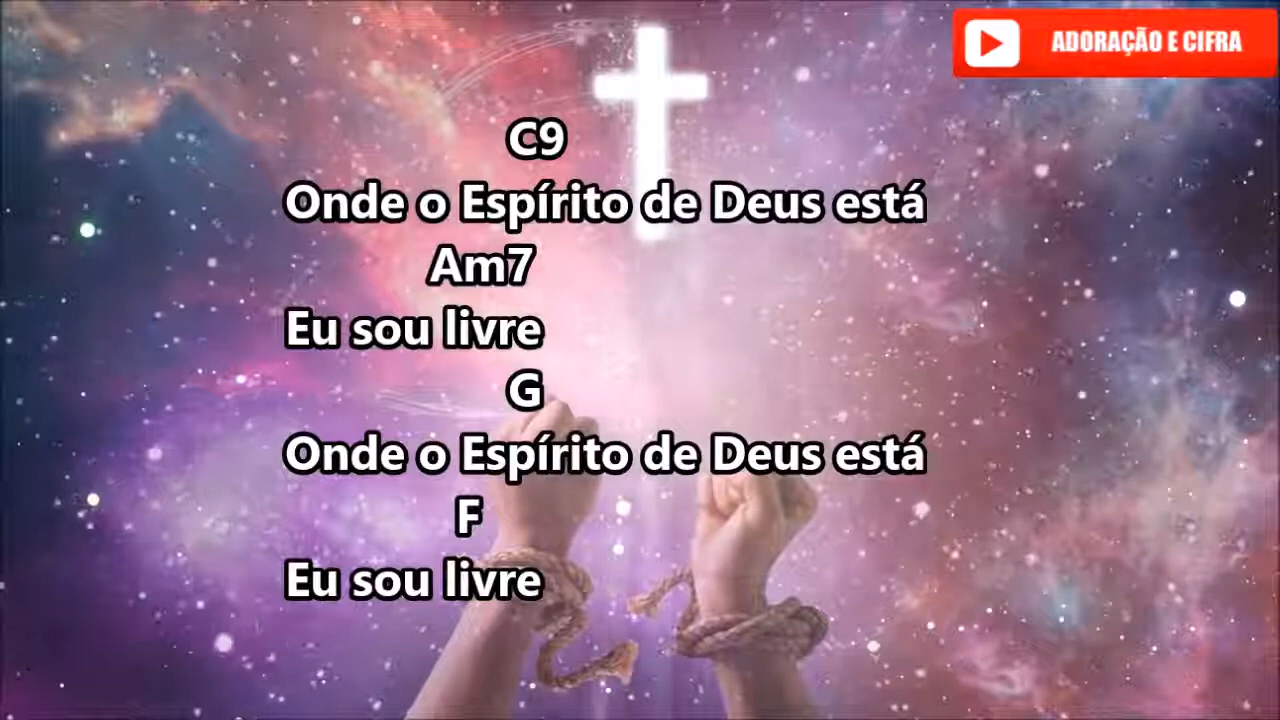 ADORAÇÃO E CIFRA
C9
Onde o Espírito de Deus está
Am7
Eu sou livre
G
Onde o Espírito de Deus está
F
Eu sou livre